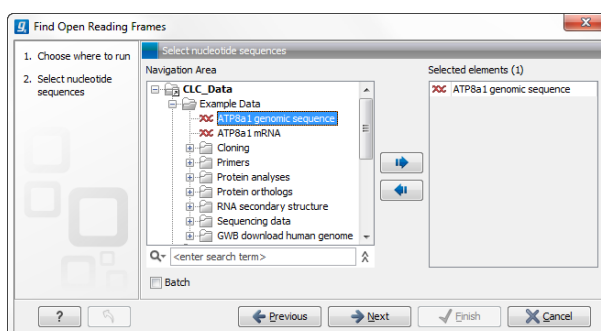 Find Open Reading Frames
1. Choose where to run
2. Select nucleotide
sequences
Select nucleotide sequences
Navigation Area
CLC_Data
Example Data
ATP8a1 genomic sequence
ATP8a1 mRNA
Cloning
Primers
Protein analyses
Protein orthologs
RNA secondary structure
Sequencing data
GWB download human genome
<enter search term>
Batch
Selected elements (1)
ATP8a1 genomic sequence
?
Previous
Next
Finish
Cancel